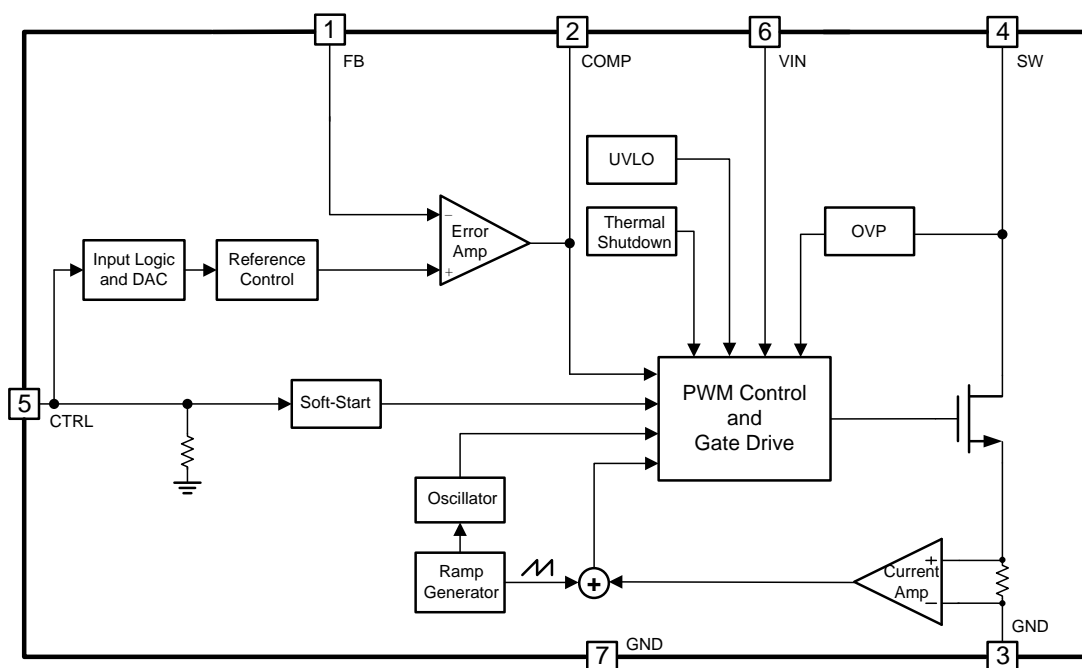 1
2
6
4
FB
COMP
VIN
SW
UVLO
Thermal
Shutdown
OVP
−
Error
Amp
+
Input Logic
and DAC
Reference
Control
5
CTRL
Soft-Start
PWM Control
and
Gate Drive
Oscillator
Ramp
Generator
+
+
Current
Amp
−
GND
7
GND
3